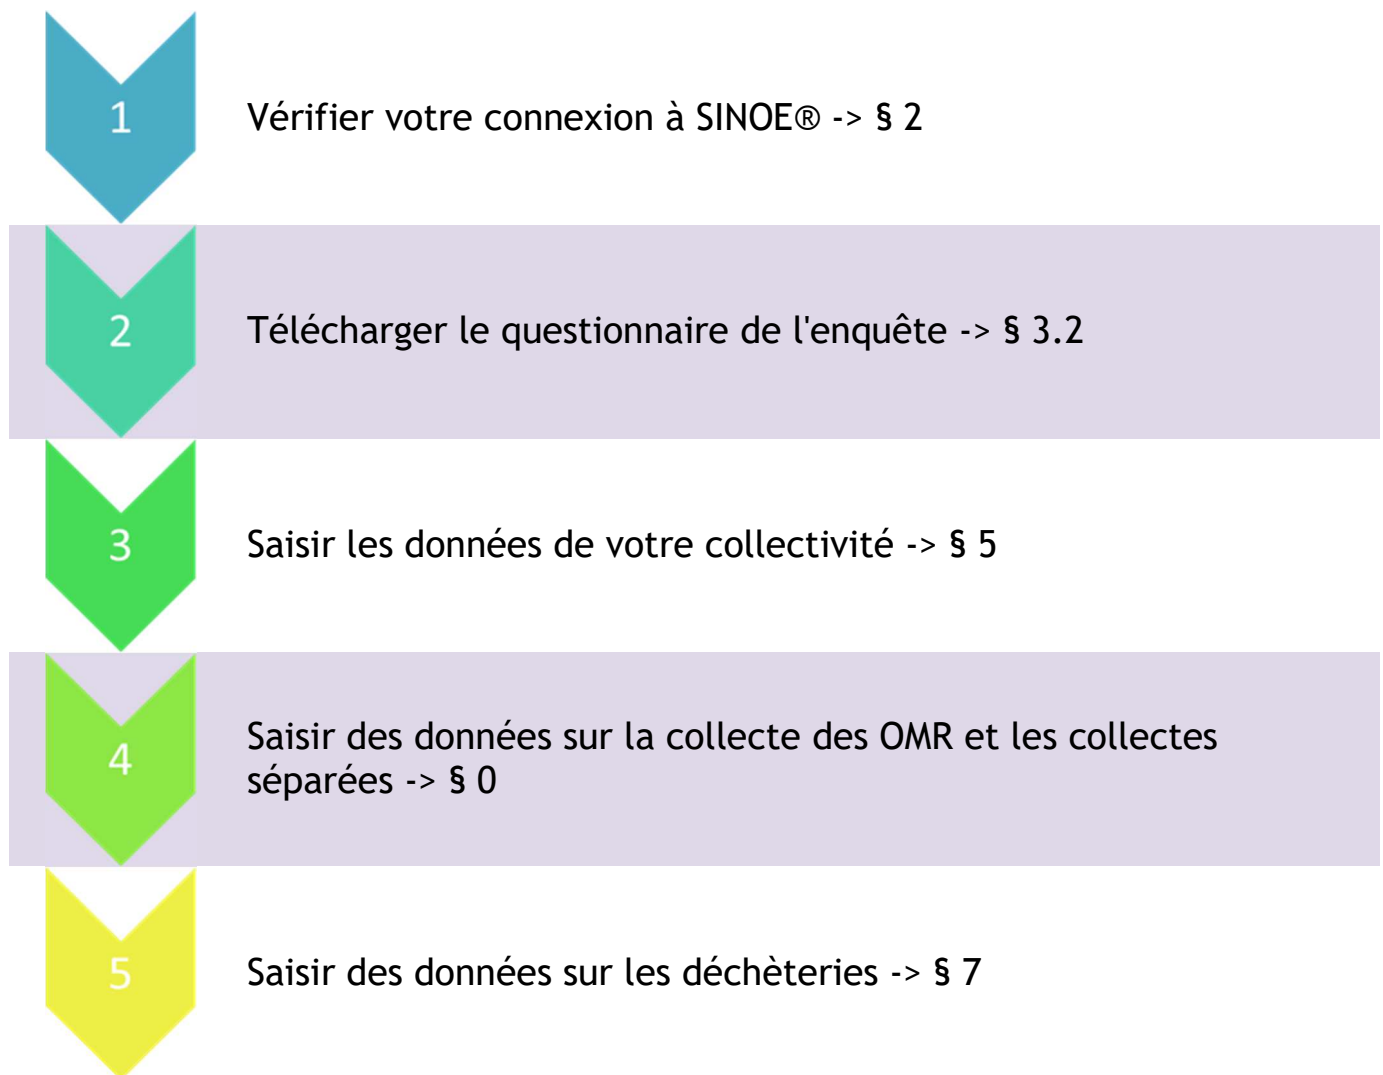 1
Vérifier votre connexion à SINOE® -> § 2
2
Télécharger le questionnaire de l'enquête -> § 3.2
3
Saisir les données de votre collectivité -> § 5
4
Saisir des données sur la collecte des OMR et les collectes
séparées -> § 0
5
Saisir des données sur les déchèteries -> § 7